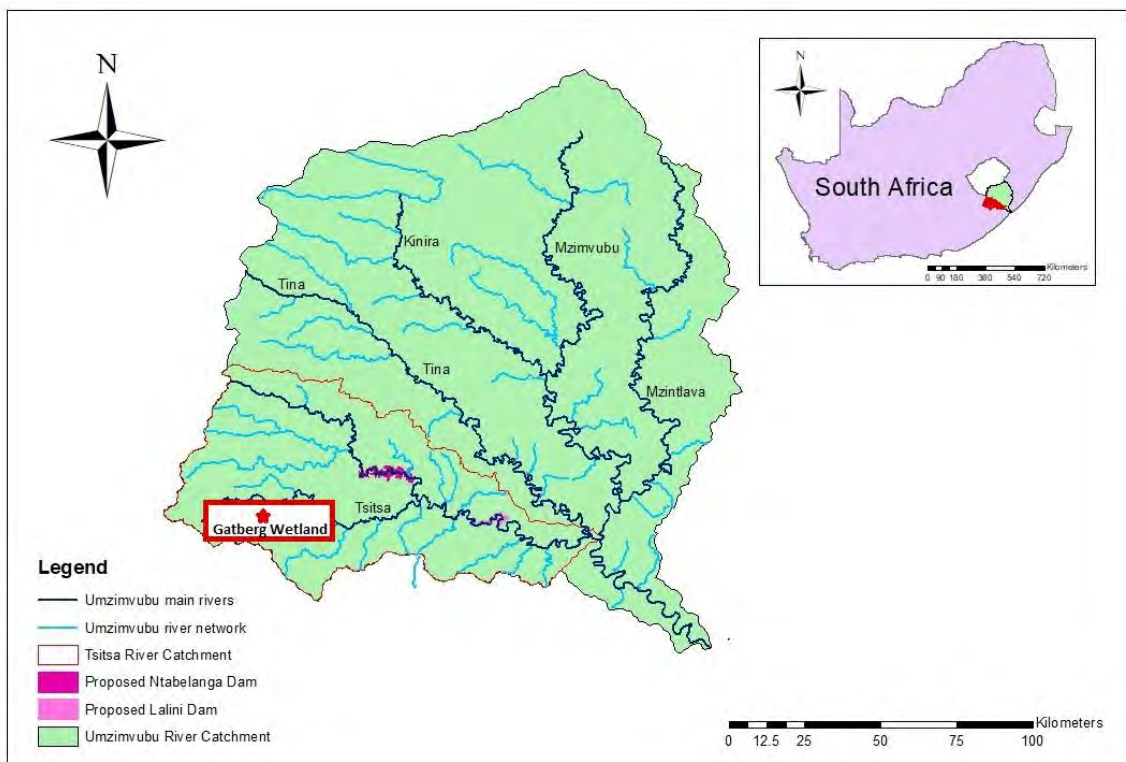 N
N
South Africa
Kilometers
0 90 180 360 540 720
Kinira
Mzimvubu
Tina
Tina
Mzintlava
Tsitsa
Gatberg Wetland
Legend
Umzimvubu main rivers
Umzimvubu river network
Tsitsa River Catchment
Proposed Ntabelanga Dam
Proposed Lalini Dam
Umzimvubu River Catchment
Kilometers
0 12.5 25 50 75 100